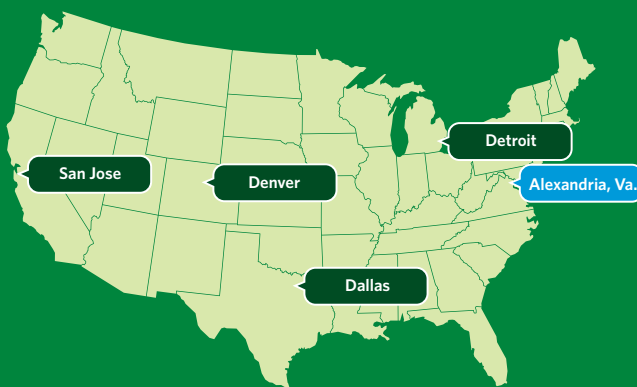 Detroit
San Jose
Denver
Alexandria, Va.
Dallas